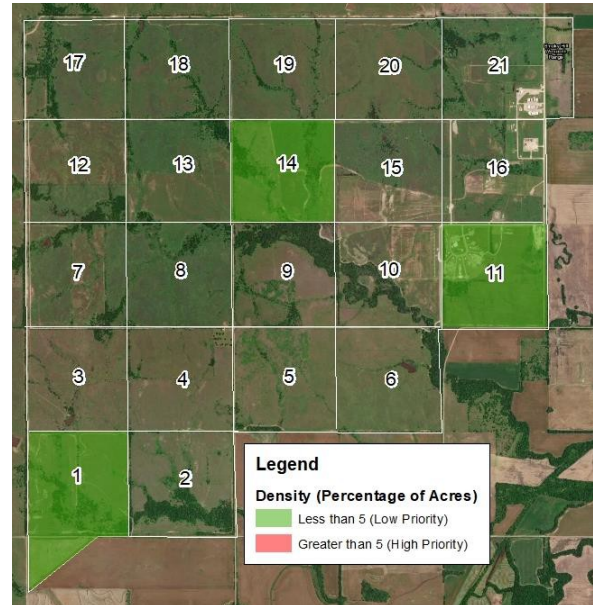 17 18 19 20 21
12 13 14 15 16
7 8 9 10 11
3 4 5 6
1 2
Legend
Density (Percentage of Acres)
Less than 5 (Low Priority)
Greater than 5 (High Priority)